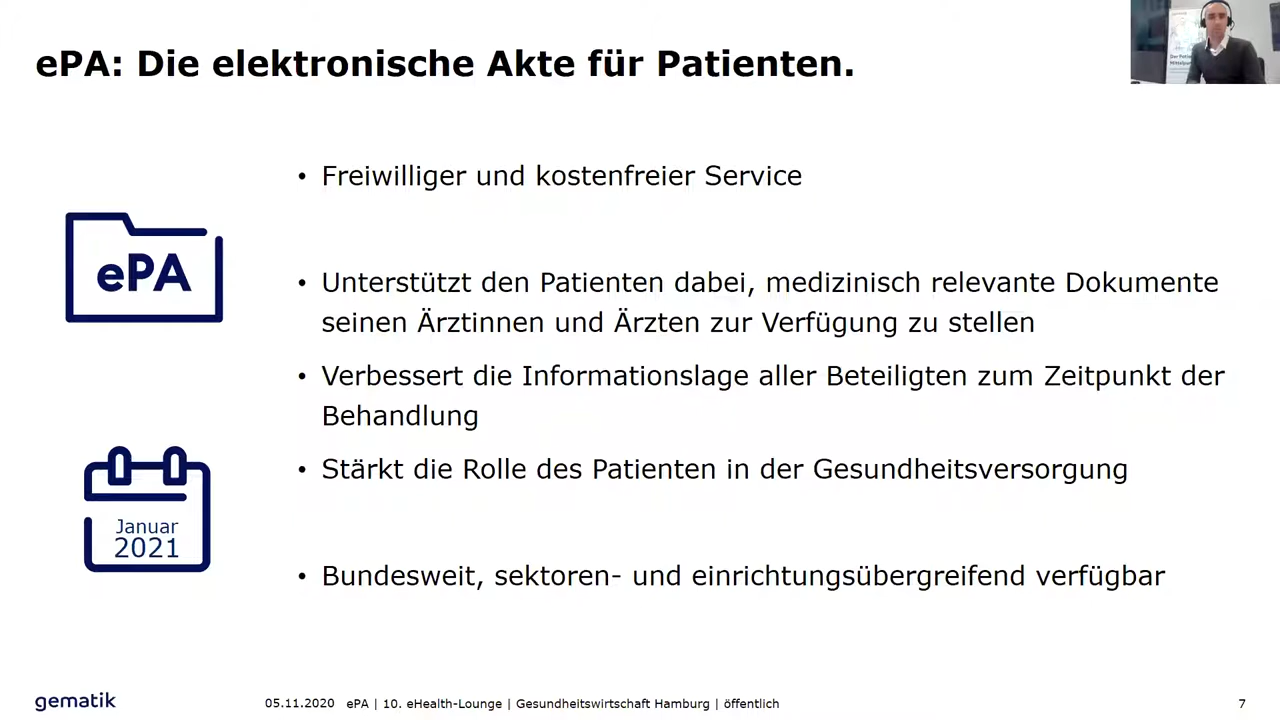 ePA: Die elektronische Akte für Patienten.
• Freiwilliger und kostenfreier Service
ePA
• Unterstützt den Patienten dabei, medizinisch relevante Dokumente
seinen Ärztinnen und Ärzten zur Verfügung zu stellen
• Verbessert die Informationslage aller Beteiligten zum Zeitpunkt der
Behandlung
• Stärkt die Rolle des Patienten in der Gesundheitsversorgung
Januar
2021
• Bundesweit, sektoren- und einrichtungsübergreifend verfügbar
gematik
05.11.2020 ePA | 10. eHealth-Lounge | Gesundheitswirtschaft Hamburg | öffentlich
7